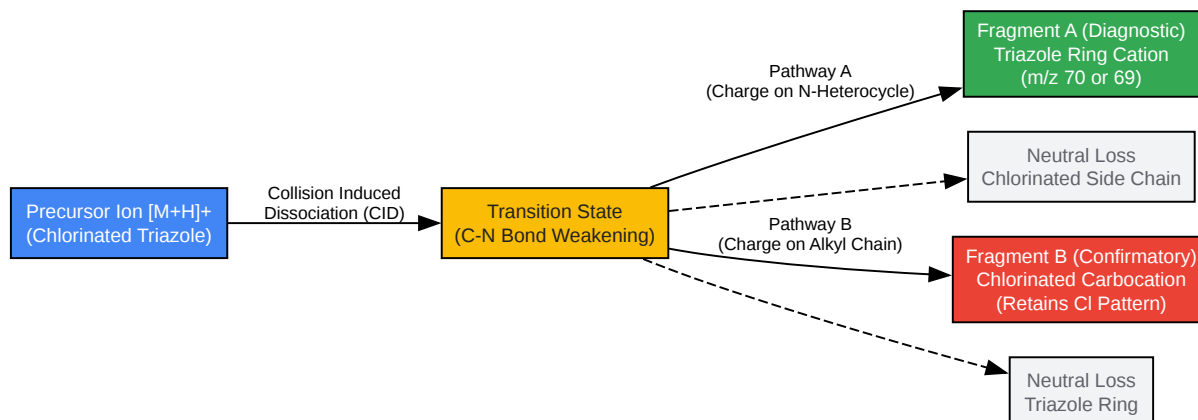 Precursor Ion [M+H]+
(Chlorinated Triazole)
Collision Induced
Dissociation (CID)
Transition State
(C-N Bond Weakening)
Pathway A
(Charge on N-Heterocycle)
Fragment A (Diagnostic)
Triazole Ring Cation
(m/z 70 or 69)
Neutral Loss
Chlorinated Side Chain
Pathway B
(Charge on Alkyl Chain)
Fragment B (Confirmatory)
Chlorinated Carbocation
(Retains Cl Pattern)
Neutral Loss
Triazole Ring